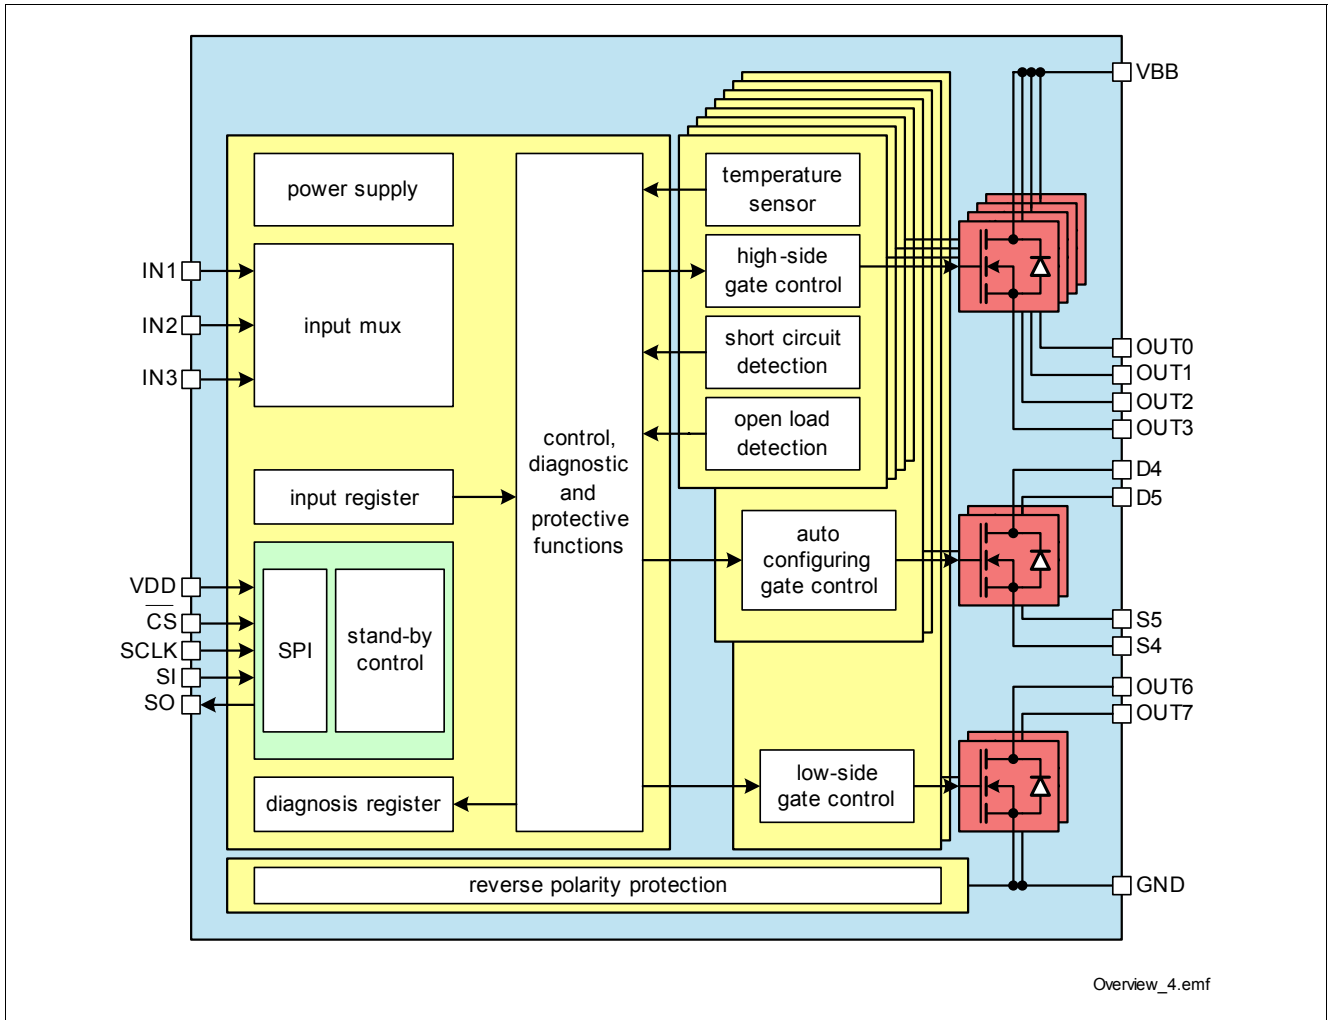 VBB
power supply
temperature
sensor
IN1
IN2
IN3
input mux
high-side
gate control
short circuit
detection
open load
detection
OUT0
OUT1
OUT2
OUT3
control,
diagnostic
and
protective
functions
input register
D4
D5
auto
configuring
gate control
VDD
CS
SCLK
SI
SO
SPI
stand-by
control
S5
S4
OUT6
OUT7
low-side
gate control
diagnosis register
reverse polarity protection
GND
Overview_4.emf